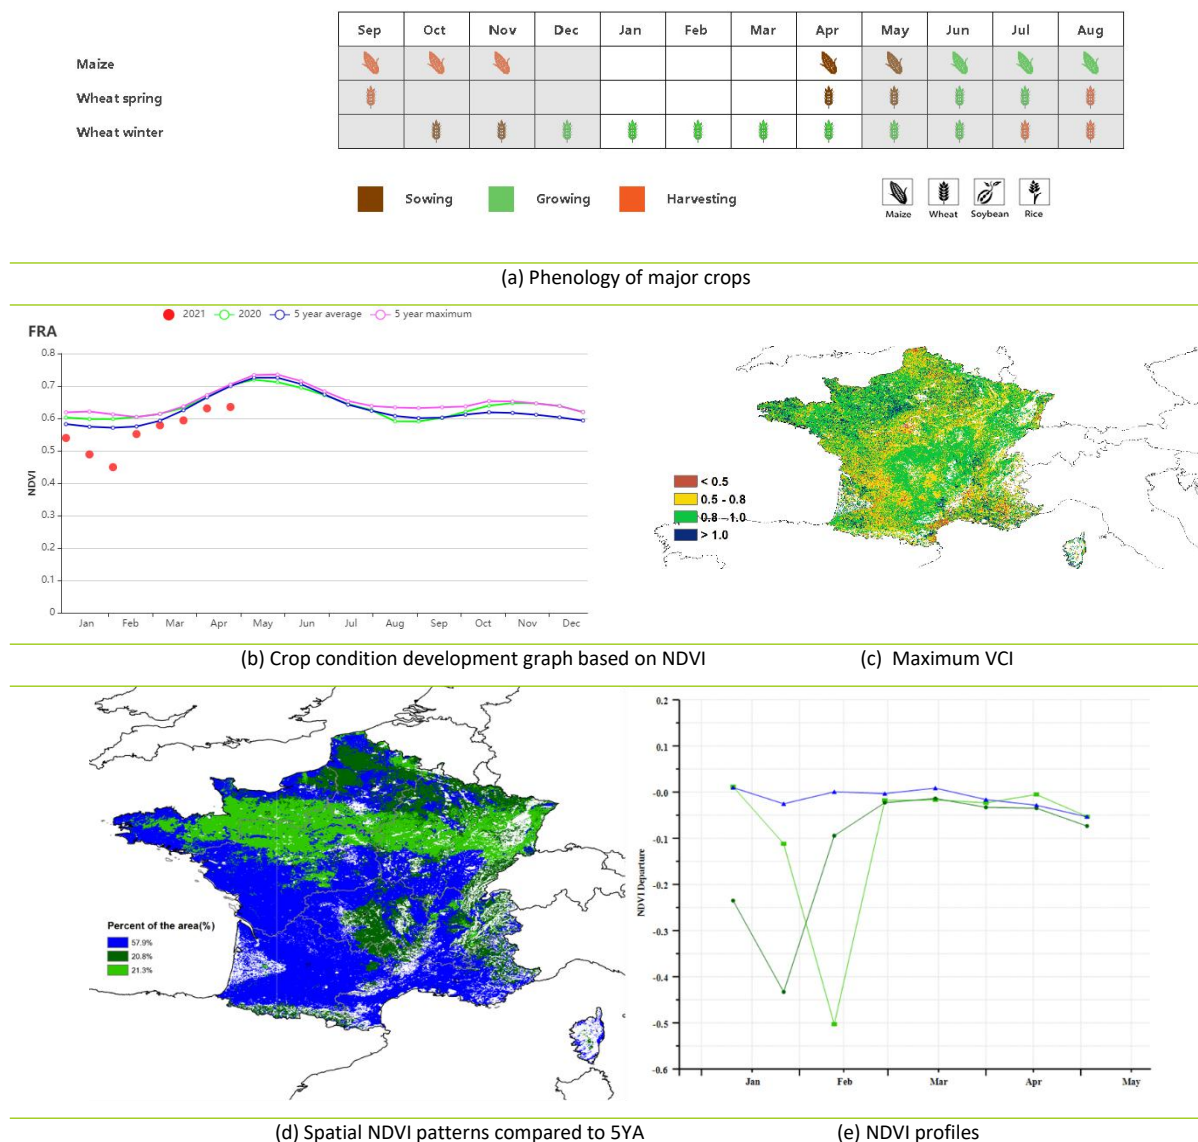 Sep Oct Nov Dec Jan Feb Mar Apr May Jun Jul Aug
Maize
Wheat spring
Wheat winter
Sowing Growing Harvesting
Maize Wheat Soybean Rice
(a) Phenology of major crops
2021 2020 5 year average 5 year maximum
FRA
0.8
0.7
0.6
0.5
0.4
0.3
0.2
0.1
0
NDVI
Jan Feb Mar Apr May Jun Jul Aug Sep Oct Nov Dec
< 0.5
0.5 - 0.8
0.8 - 1.0
> 1.0
(b) Crop condition development graph based on NDVI
(c) Maximum VCI
Percent of the area(%)
57.9%
20.8%
21.3%
0.2
0.1
-0.0
-0.1
-0.2
-0.3
-0.4
-0.5
-0.6
NDVI Departure
Jan Feb Mar Apr May
(d) Spatial NDVI patterns compared to 5YA
(e) NDVI profiles